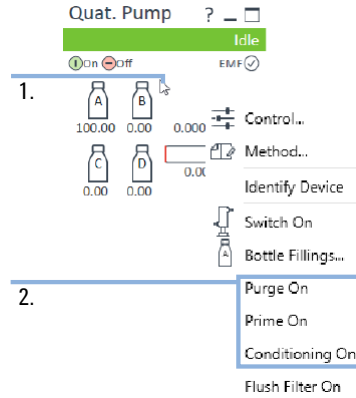 Quat. Pump ?
Idle
On Off EMF
1.
A B
100.00 0.00 0.000
Control...
C D
Method...
0.00 0.00
Identify Device
Switch On
A Bottle Fillings...
2.
Purge On
Prime On
Conditioning On
Flush Filter On